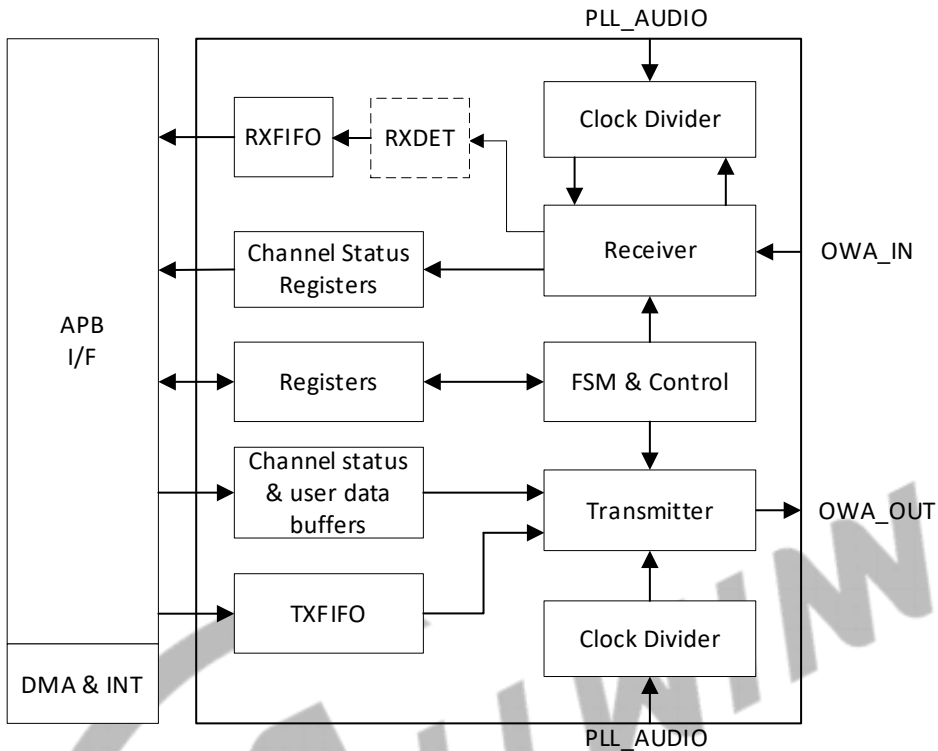 PLL_AUDIO
Clock Divider
RXFIFO
RXDET
Receiver
OWA_IN
Channel Status
Registers
APB
I/F
Registers
FSM & Control
Channel status
& user data
buffers
Transmitter
OWA_OUT
TXFIFO
Clock Divider
DMA & INT
PLL_AUDIO